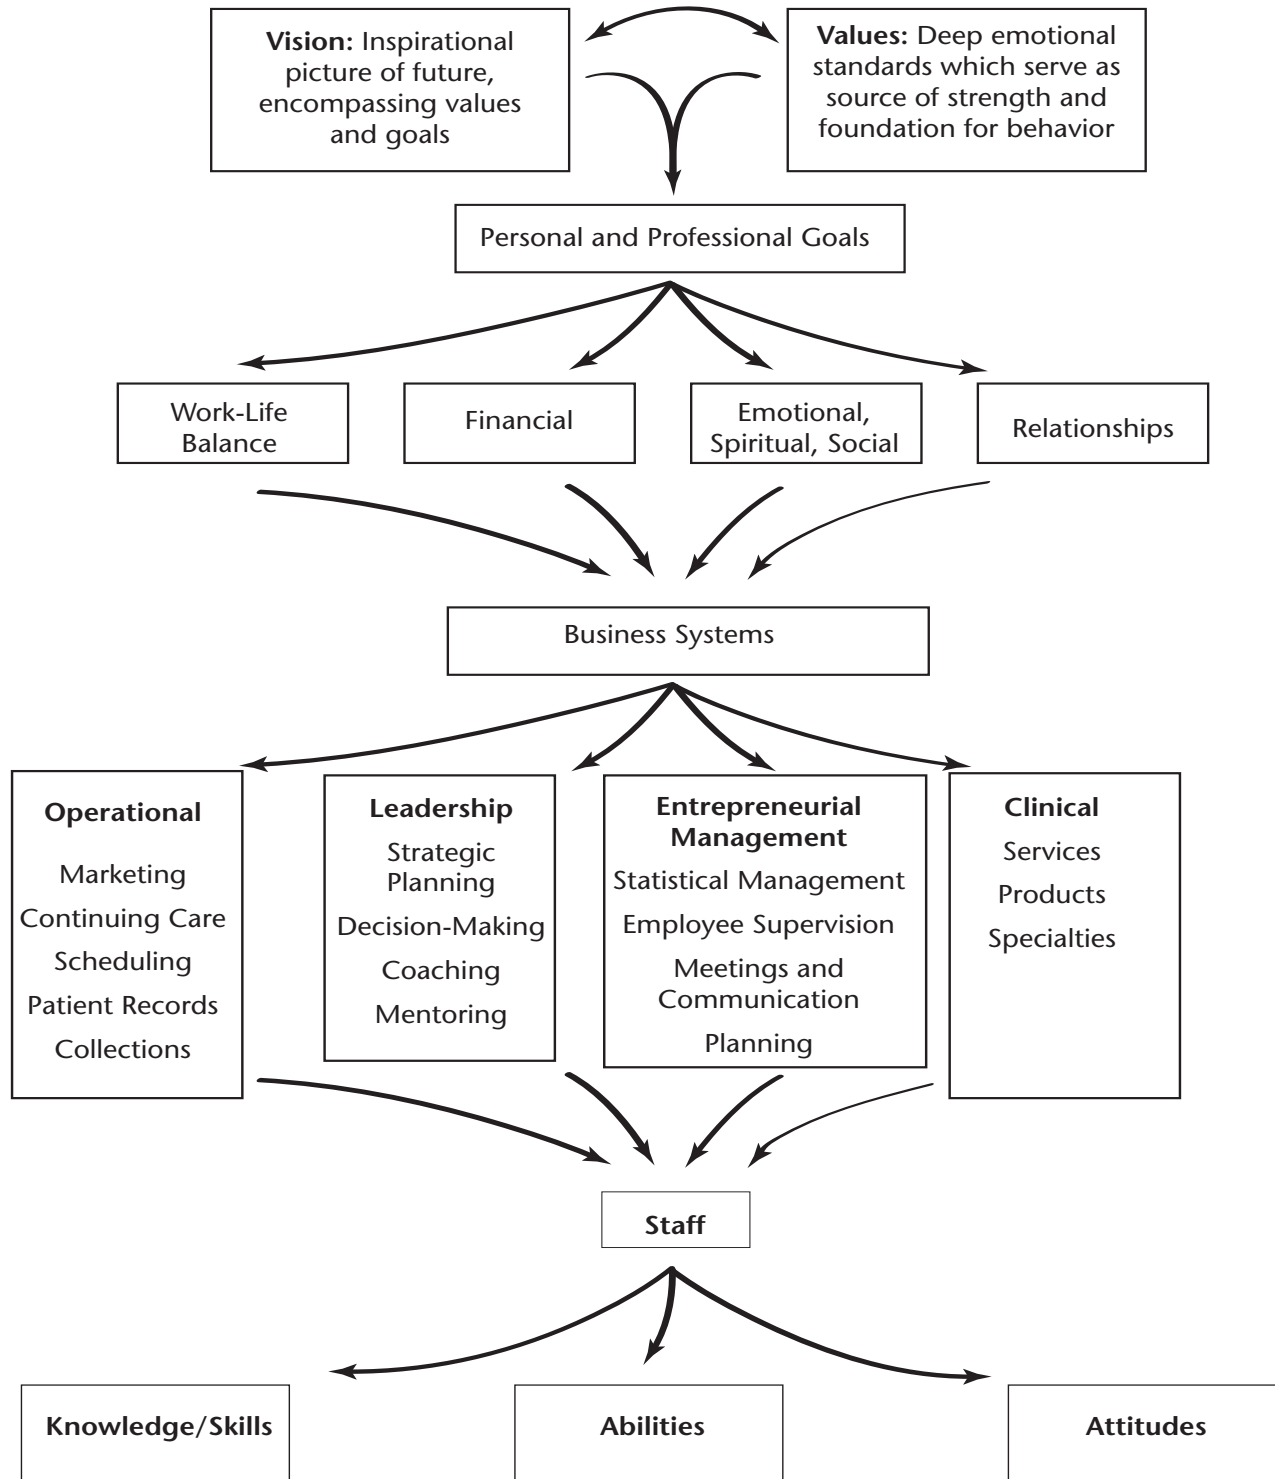 Vision: Inspirational
picture of future,
encompassing values
and goals
Values: Deep emotional
standards which serve as
source of strength and
foundation for behavior
Personal and Professional Goals
Work-Life
Balance
Financial
Emotional,
Spiritual, Social
Relationships
Business Systems
Operational
Marketing
Continuing Care
Scheduling
Patient Records
Collections
Leadership
Strategic
Planning
Decision-Making
Coaching
Mentoring
Entrepreneurial
Management
Statistical Management
Employee Supervision
Meetings and
Communication
Planning
Clinical
Services
Products
Specialties
Staff
Knowledge/Skills
Abilities
Attitudes